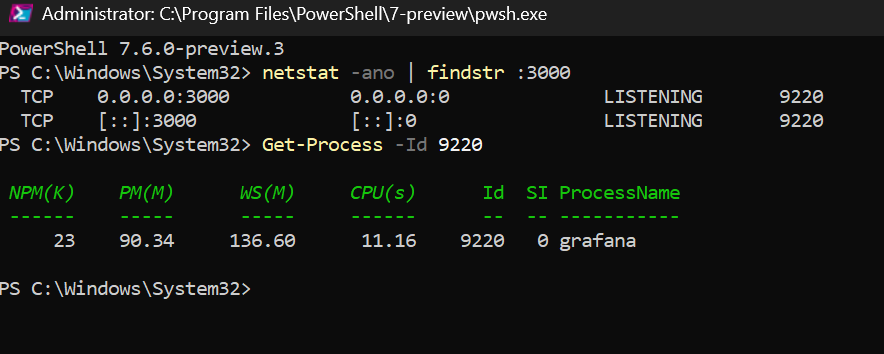 Administrator: C:\Program Files\PowerShell\7-preview\pwsh.exe
PowerShell 7.6.0-preview.3
PS C:\Windows\System32> netstat -ano | findstr :3000
  TCP    0.0.0.0:3000           0.0.0.0:0              LISTENING       9220
  TCP    [::]:3000              [::]:0                 LISTENING       9220
PS C:\Windows\System32> Get-Process -Id 9220
 NPM(K)    PM(M)      WS(M)     CPU(s)      Id  SI ProcessName
 ------    -----      -----     ------      --  -- -----------
     23    90.34     136.60      11.16    9220   0 grafana
PS C:\Windows\System32>